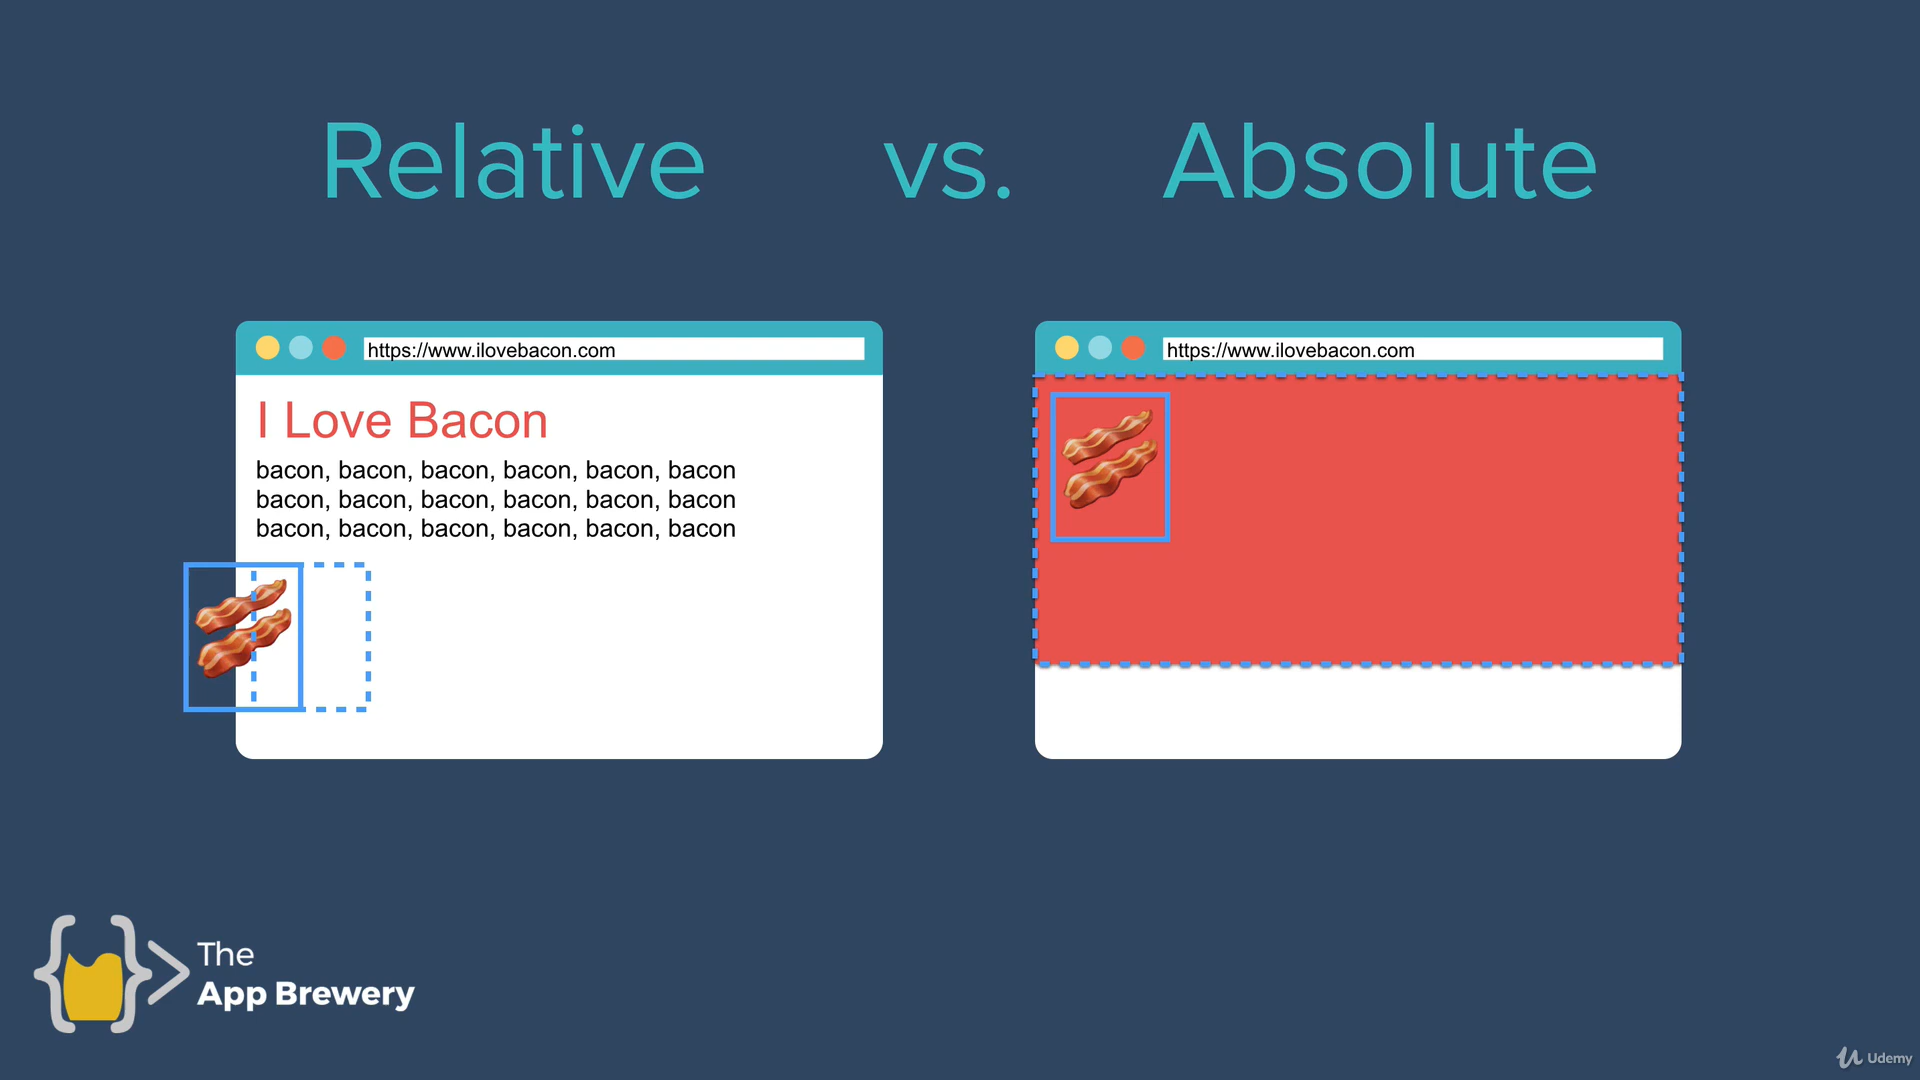 Relative vs. Absolute
https://www.ilovebacon.com
I Love Bacon
bacon, bacon, bacon, bacon, bacon, bacon
bacon, bacon, bacon, bacon, bacon, bacon
bacon, bacon, bacon, bacon, bacon, bacon
https://www.ilovebacon.com
The
App Brewery
Udemy